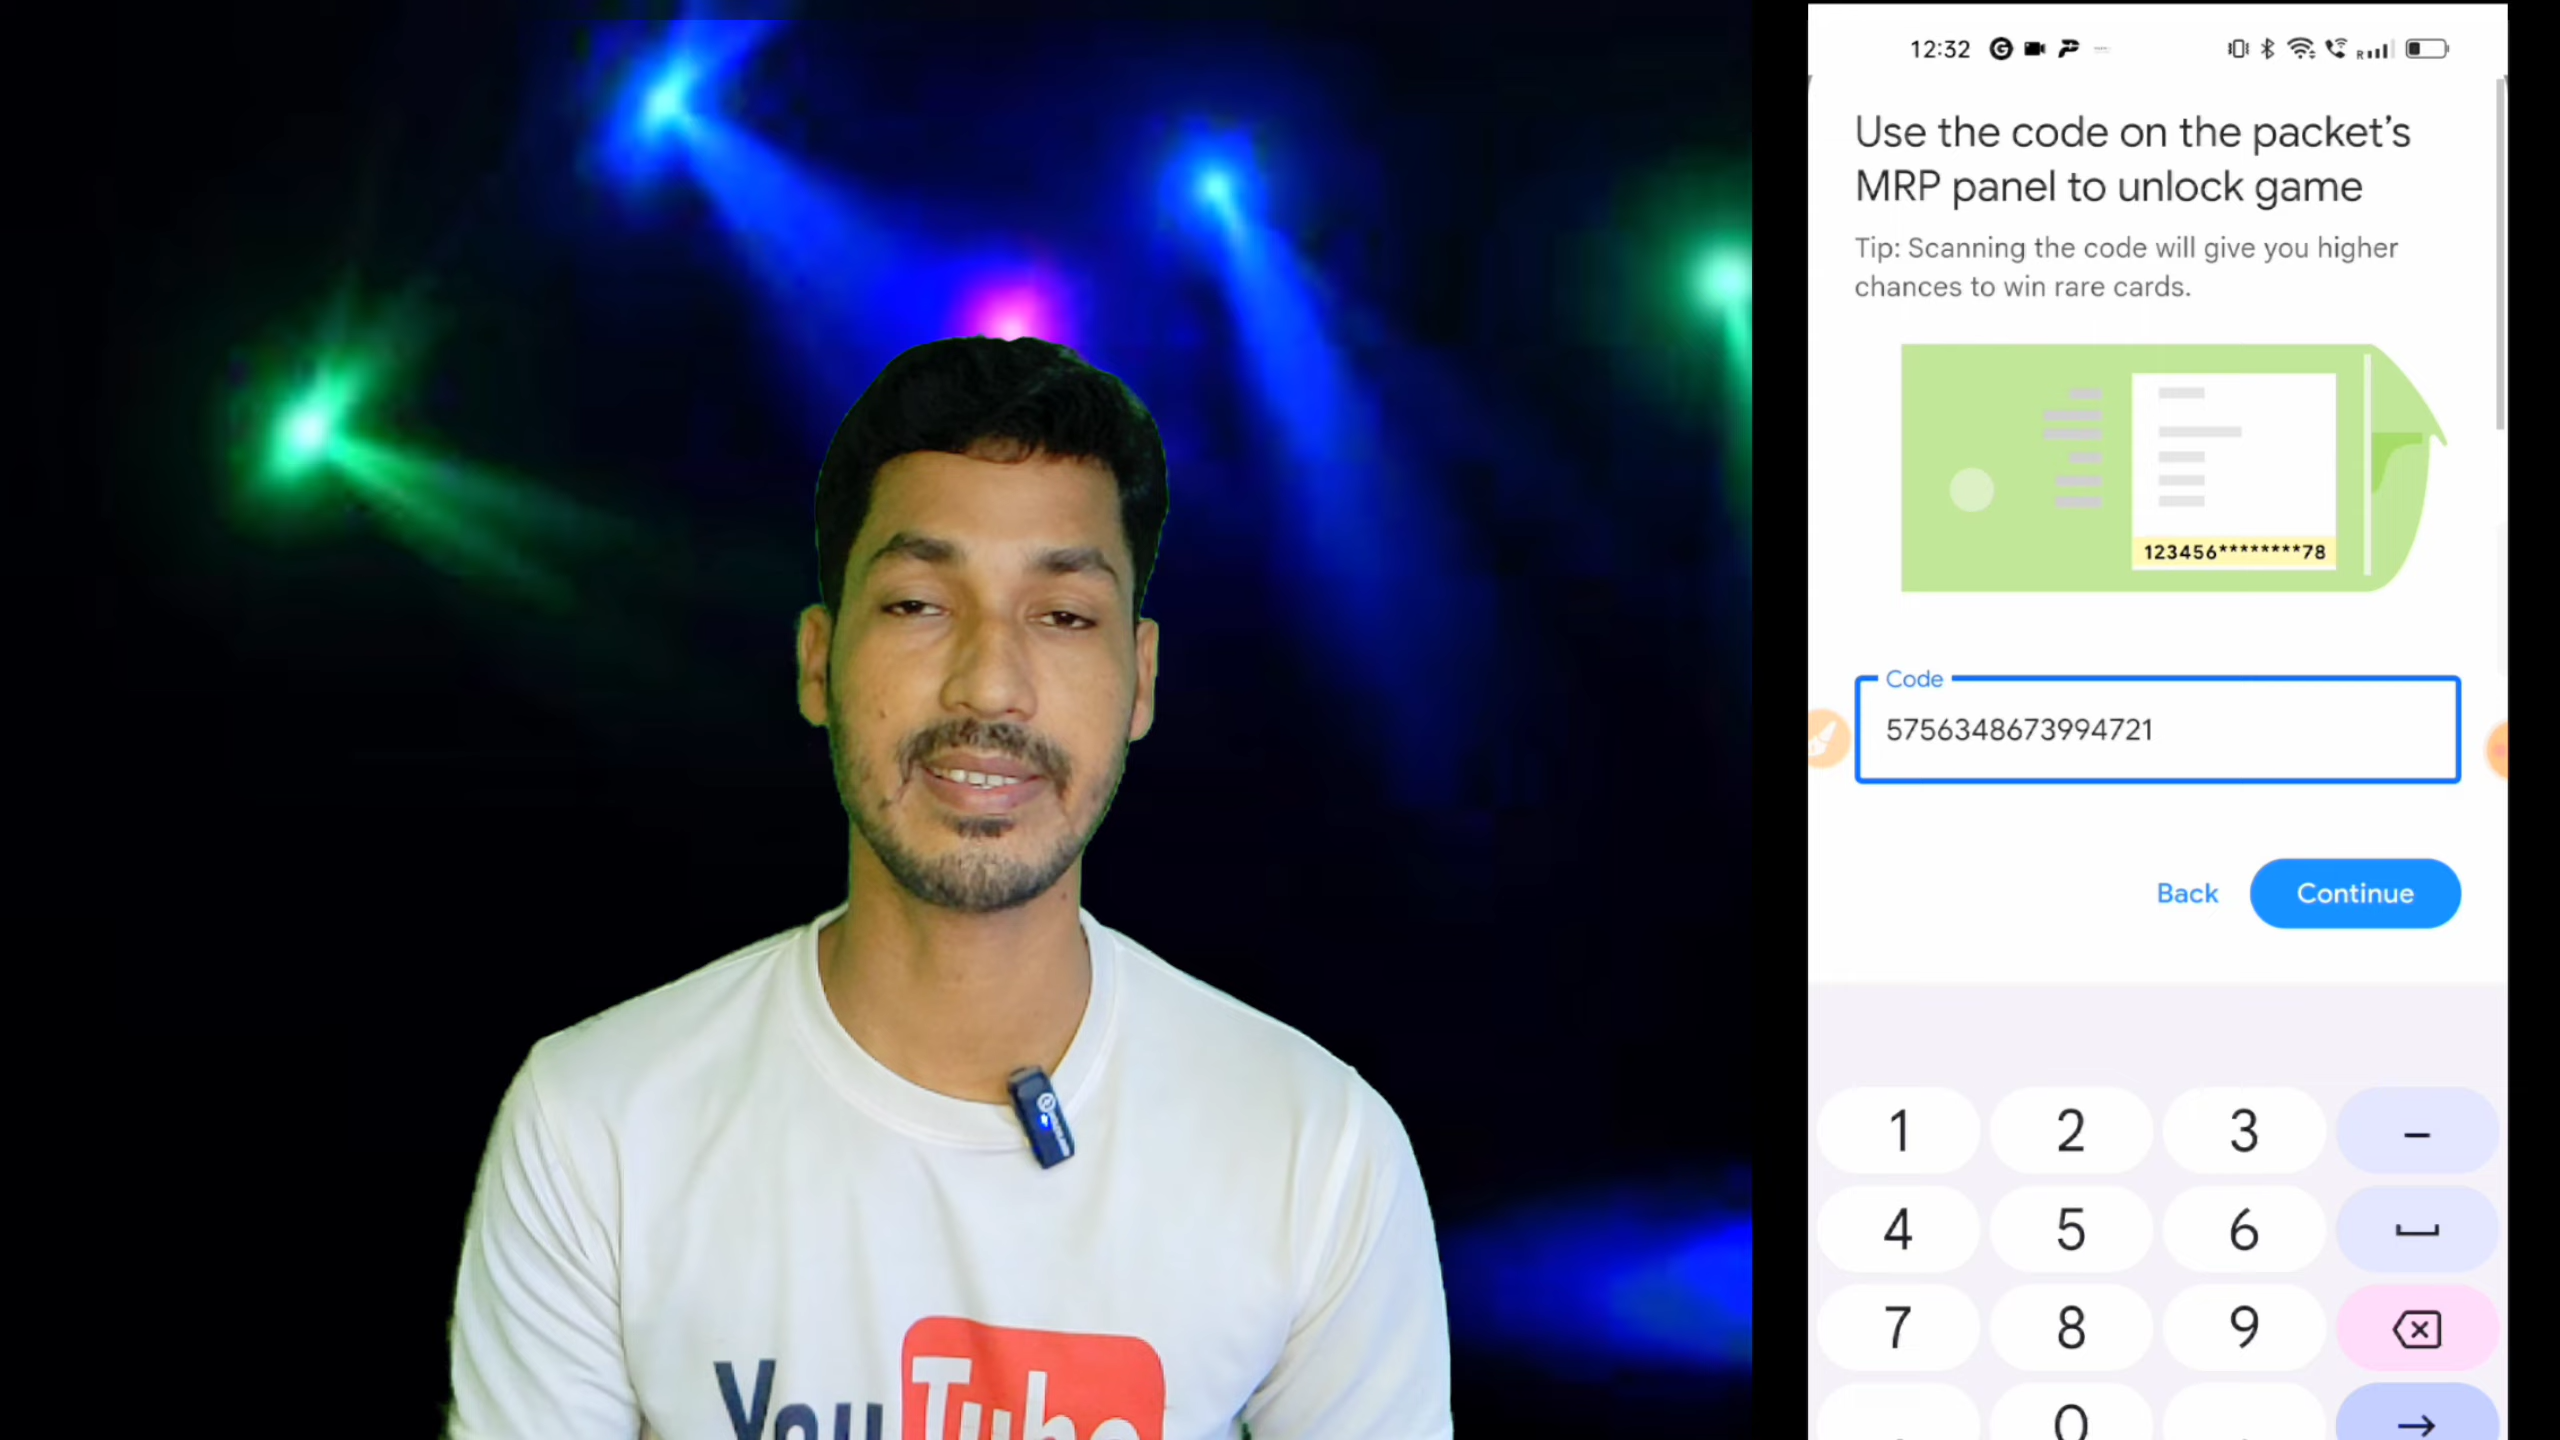 12:32
Use the code on the packet’s
MRP panel to unlock game
Tip: Scanning the code will give you higher
chances to win rare cards.
123456********78
Code
5756348673994721
Back
Continue
1 2 3 –
4 5 6
7 8 9
0
YouTube